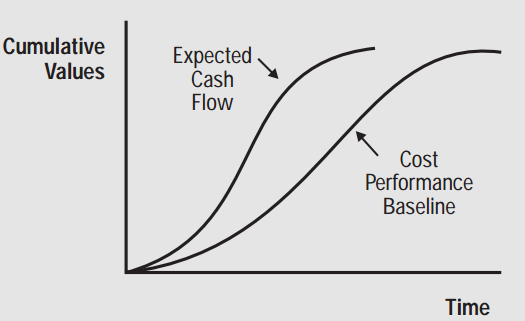 Cumulative
Values
Expected
Cash
Flow
Cost
Performance
Baseline
Time